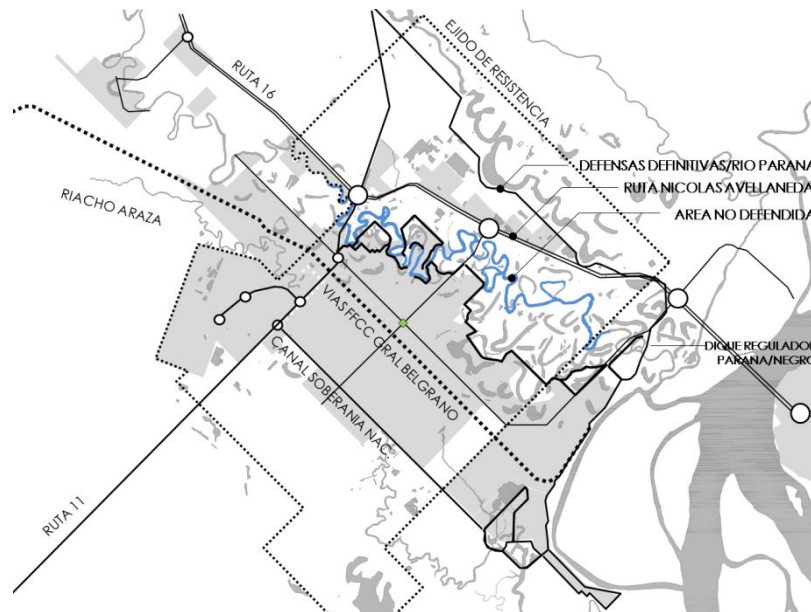 RUTA 16
EJIDO DE RESISTENCIA
DEFENSAS DEFINITIVAS/RIO PARANA
RUTA NICOLAS AVELLANEDA
AREA NO DEFENDIDA
RIACHO ARAZA
VIAS FFCC GRAL BELGRANO
DIQUE REGULADOR
PARANA/NEGRO
CANAL SOBERANIA NAC.
RUTA 11